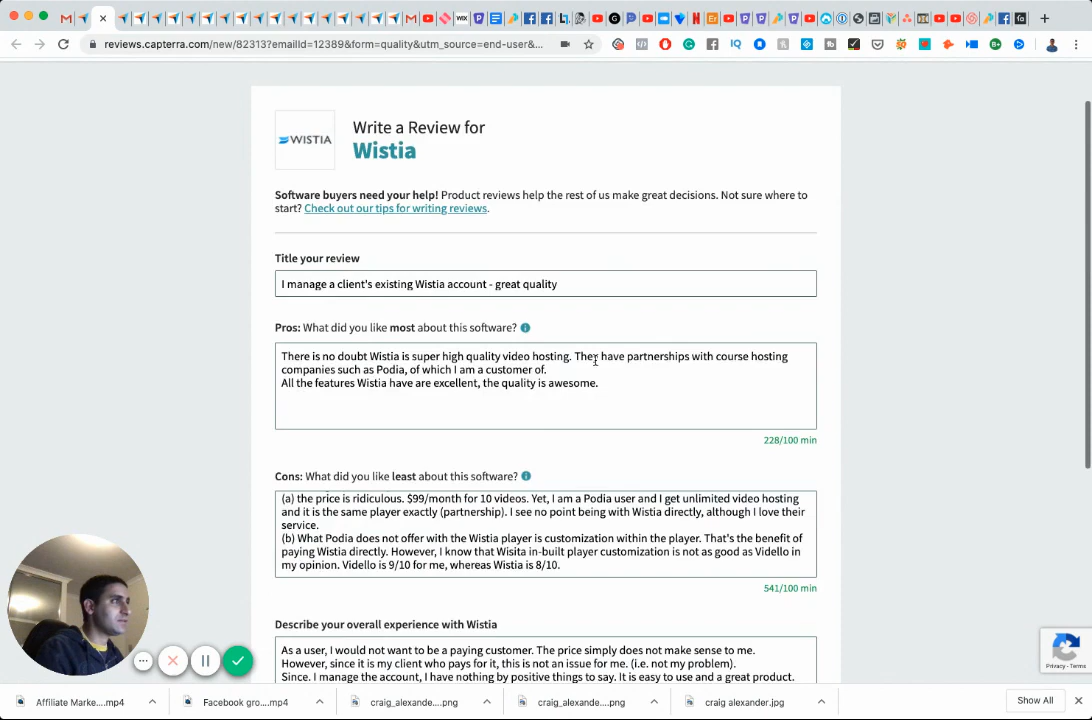 reviews.capterra.com/new/82313?emailId=12389&form=quality&utm_source=end-user&...
WISTIA
Write a Review for
Wistia
Software buyers need your help! Product reviews help the rest of us make great decisions. Not sure where to
start? Check out our tips for writing reviews.
Title your review
I manage a client's existing Wistia account - great quality
Pros: What did you like most about this software?
There is no doubt Wistia is super high quality video hosting. They have partnerships with course hosting
companies such as Podia, of which I am a customer of.
All the features Wistia have are excellent, the quality is awesome.
228/100 min
Cons: What did you like least about this software?
(a) the price is ridiculous. $99/month for 10 videos. Yet, I am a Podia user and I get unlimited video hosting
and it is the same player exactly (partnership). I see no point being with Wistia directly, although I love their
service.
(b) What Podia does not offer with the Wistia player is customization within the player. That's the benefit of
paying Wistia directly. However, I know that Wisita in-built player customization is not as good as Vidello in
my opinion. Vidello is 9/10 for me, whereas Wistia is 8/10.
541/100 min
Describe your overall experience with Wistia
As a user, I would not want to be a paying customer. The price simply does not make sense to me.
However, since it is my client who pays for it, this is not an issue for me. (i.e. not my problem).
Since. I manage the account, I have nothing by positive things to say. It is easy to use and a great product.
Privacy - Terms
Affiliate Marke....mp4
Facebook gro....mp4
craig_alexande....png
craig_alexande....png
craig alexander.jpg
Show All